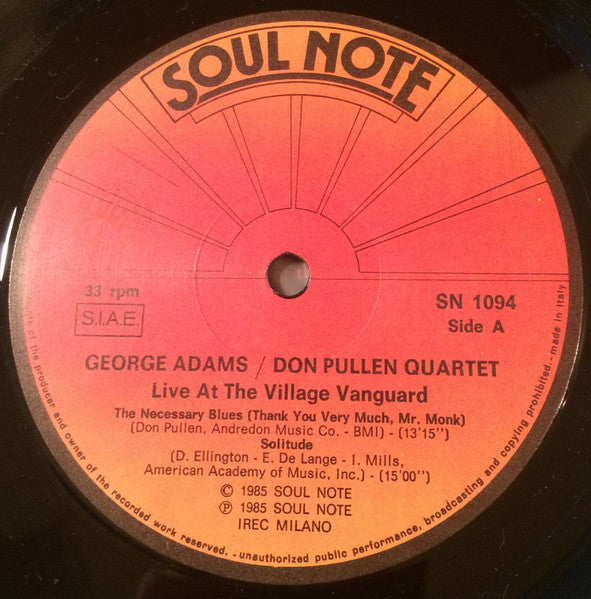 SOUL NOTE
33 rpm
S.I.A.E.
SN 1094
Side A
GEORGE ADAMS / DON PULLEN QUARTET
Live At The Village Vanguard
The Necessary Blues (Thank You Very Much, Mr. Monk)
(Don Pullen, Andredon Music Co. - BMI) - (13'15")
Solitude
(D. Ellington - E. De Lange - I. Mills,
American Academy of Music, Inc.) - (15'00")
© 1985 SOUL NOTE
℗ 1985 SOUL NOTE
IREC MILANO
rights of the producer and owner of the recorded work reserved. - unauthorized public performance, broadcasting and copying prohibited. - made in italy